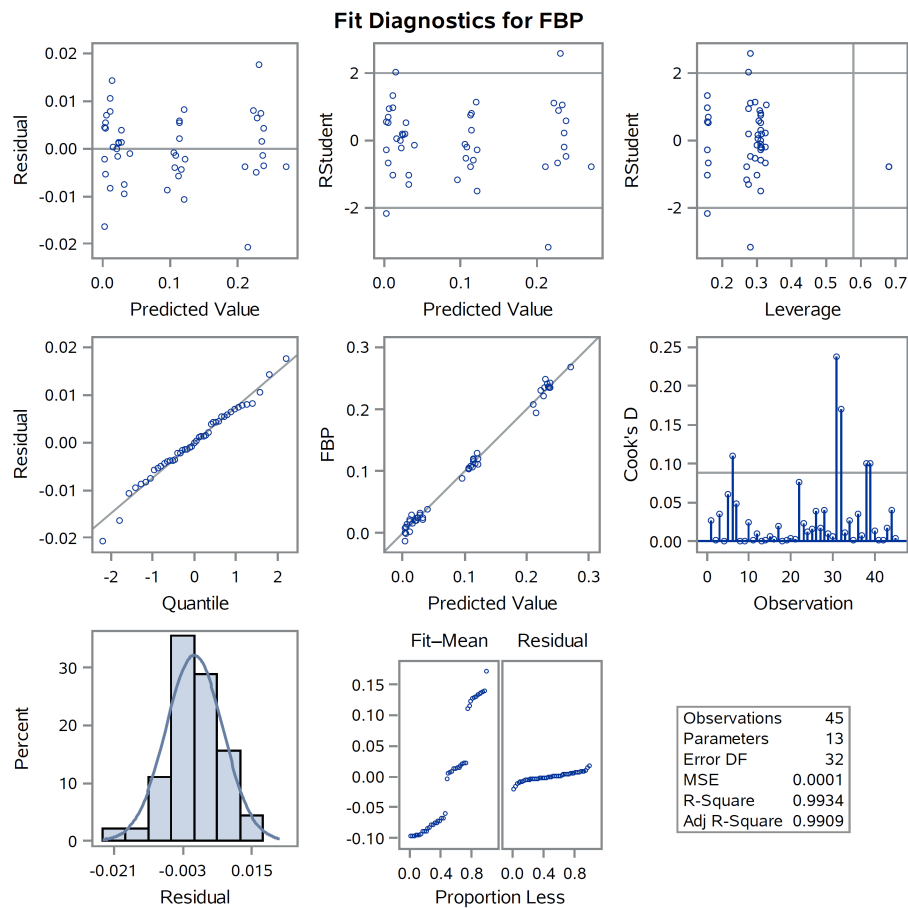 Fit Diagnostics for FBP
0.02
0.01
0.00
-0.01
-0.02
Residual
0.0 0.1 0.2
Predicted Value
2
0
-2
RStudent
0.0 0.1 0.2
Predicted Value
2
0
-2
RStudent
0.2 0.3 0.4 0.5 0.6 0.7
Leverage
0.02
0.01
0.00
-0.01
-0.02
Residual
-2 -1 0 1 2
Quantile
0.3
0.2
0.1
0.0
FBP
0.0 0.1 0.2 0.3
Predicted Value
0.25
0.20
0.15
0.10
0.05
0.00
Cook's D
0 10 20 30 40
Observation
30
20
10
0
Percent
-0.021 -0.003 0.015
Residual
Fit–Mean Residual
0.15
0.10
0.05
0.00
-0.05
-0.10
0.0 0.4 0.8 0.0 0.4 0.8
Proportion Less
Observations 45
Parameters 13
Error DF 32
MSE 0.0001
R-Square 0.9934
Adj R-Square 0.9909